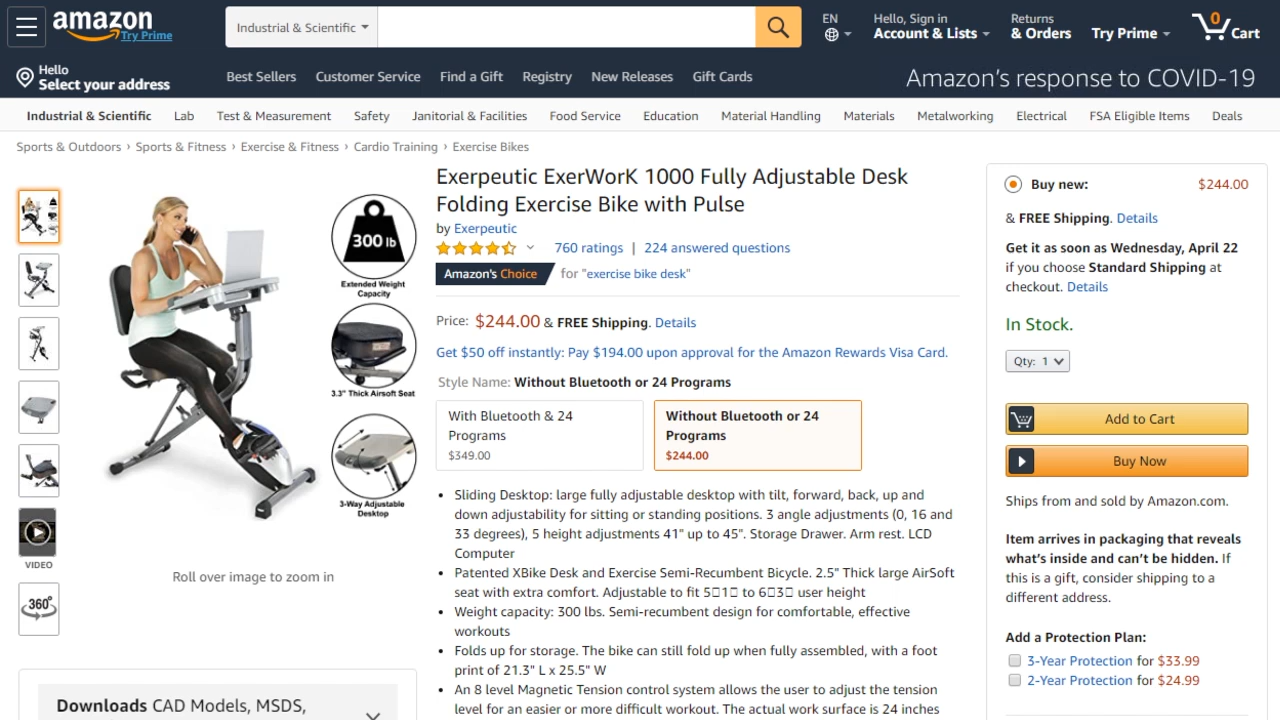 amazon
Try Prime
Industrial & Scientific
EN
Hello, Sign in
Account & Lists
Returns
& Orders
Try Prime
0
Cart
Hello
Select your address
Best Sellers
Customer Service
Find a Gift
Registry
New Releases
Gift Cards
Amazon's response to COVID-19
Industrial & Scientific
Lab
Test & Measurement
Safety
Janitorial & Facilities
Food Service
Education
Material Handling
Materials
Metalworking
Electrical
FSA Eligible Items
Deals
Sports & Outdoors › Sports & Fitness › Exercise & Fitness › Cardio Training › Exercise Bikes
300 lb
Extended Weight
Capacity
3.3" Thick Airsoft Seat
3-Way Adjustable
Desktop
VIDEO
360°
Roll over image to zoom in
Downloads CAD Models, MSDS,
Exerpeutic ExerWorK 1000 Fully Adjustable Desk
Folding Exercise Bike with Pulse
by Exerpeutic
760 ratings | 224 answered questions
Amazon's Choice for "exercise bike desk"
Price: $244.00 & FREE Shipping. Details
Get $50 off instantly: Pay $194.00 upon approval for the Amazon Rewards Visa Card.
Style Name: Without Bluetooth or 24 Programs
With Bluetooth & 24
Programs
$349.00
Without Bluetooth or 24
Programs
$244.00
• Sliding Desktop: large fully adjustable desktop with tilt, forward, back, up and
down adjustability for sitting or standing positions. 3 angle adjustments (0, 16 and
33 degrees), 5 height adjustments 41" up to 45". Storage Drawer. Arm rest. LCD
Computer
• Patented XBike Desk and Exercise Semi-Recumbent Bicycle. 2.5" Thick large AirSoft
seat with extra comfort. Adjustable to fit 5□1□ to 6□3□ user height
• Weight capacity: 300 lbs. Semi-recumbent design for comfortable, effective
workouts
• Folds up for storage. The bike can still fold up when fully assembled, with a foot
print of 21.3" L x 25.5" W
• An 8 level Magnetic Tension control system allows the user to adjust the tension
level for an easier or more difficult workout. The actual work surface is 24 inches
Buy new:
$244.00
& FREE Shipping. Details
Get it as soon as Wednesday, April 22
if you choose Standard Shipping at
checkout. Details
In Stock.
Qty: 1
Add to Cart
Buy Now
Ships from and sold by Amazon.com.
Item arrives in packaging that reveals
what's inside and can't be hidden. If
this is a gift, consider shipping to a
different address.
Add a Protection Plan:
3-Year Protection for $33.99
2-Year Protection for $24.99